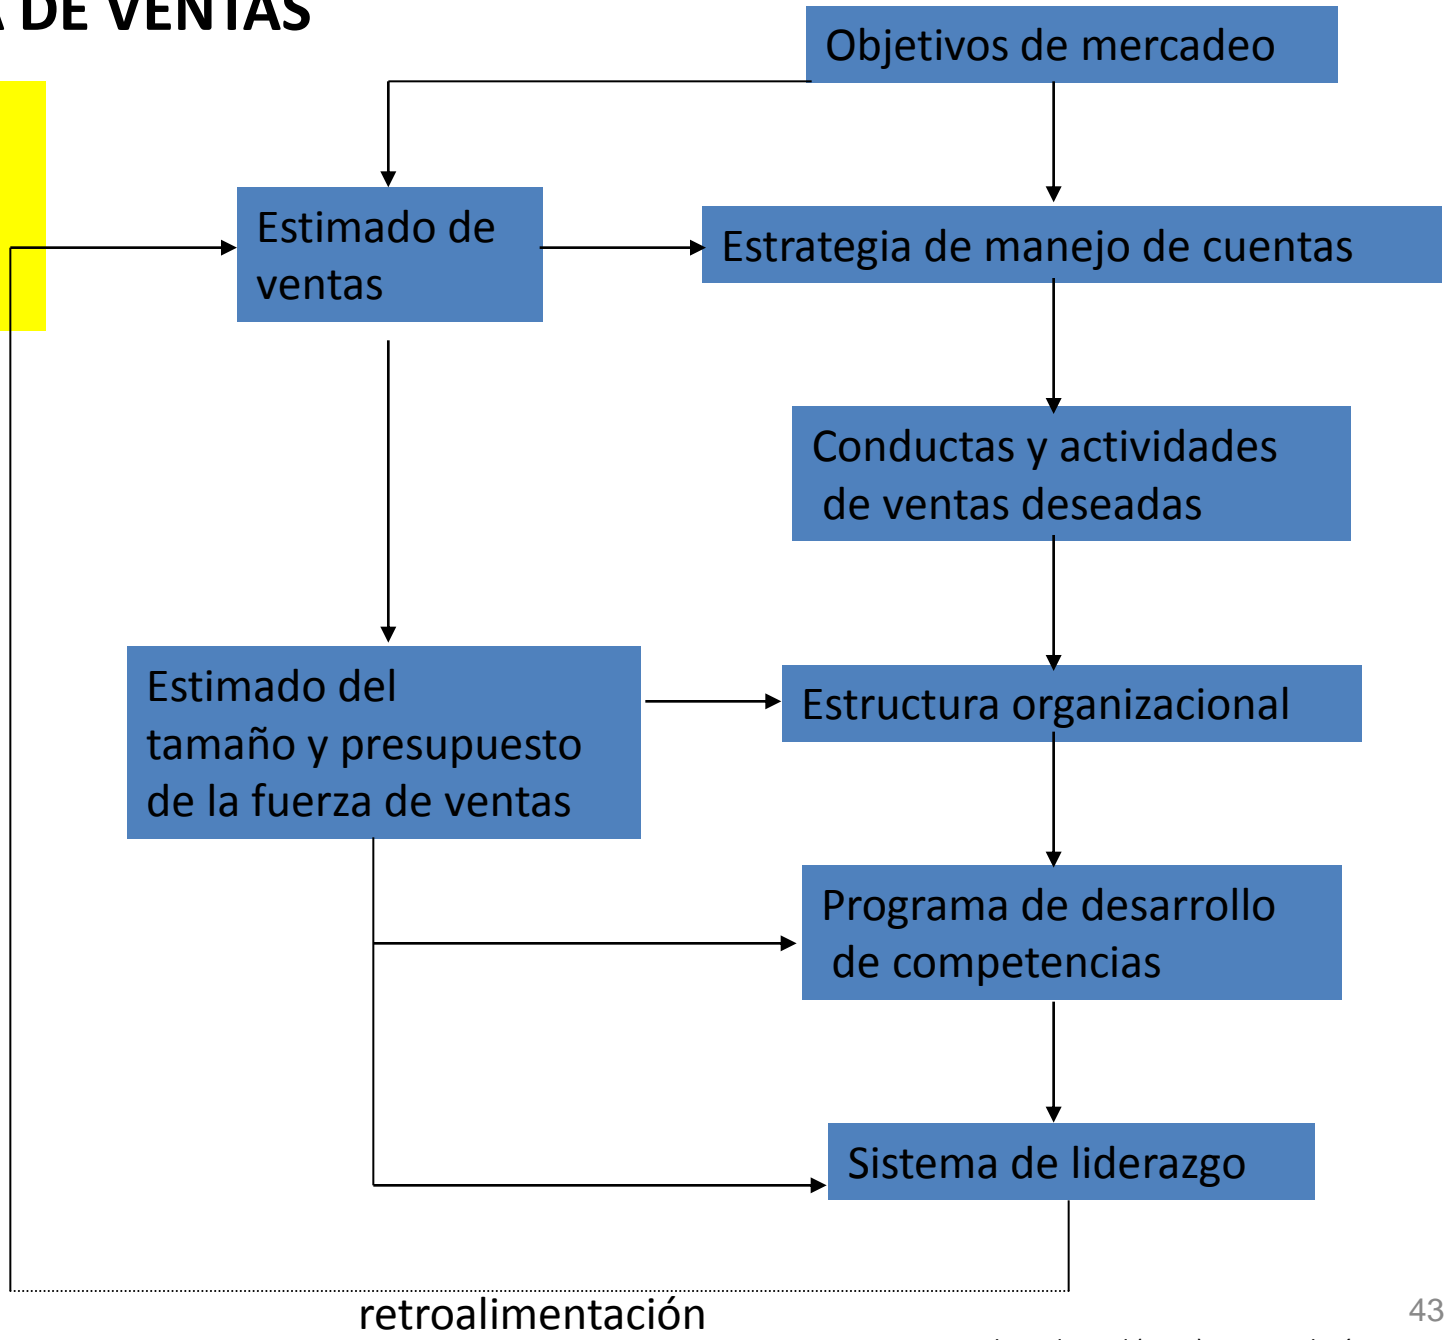 A DE VENTAS
Objetivos de mercadeo
Estimado de
ventas
Estrategia de manejo de cuentas
Conductas y actividades
de ventas deseadas
Estimado del
tamaño y presupuesto
de la fuerza de ventas
Estructura organizacional
Programa de desarrollo
de competencias
Sistema de liderazgo
retroalimentación
43